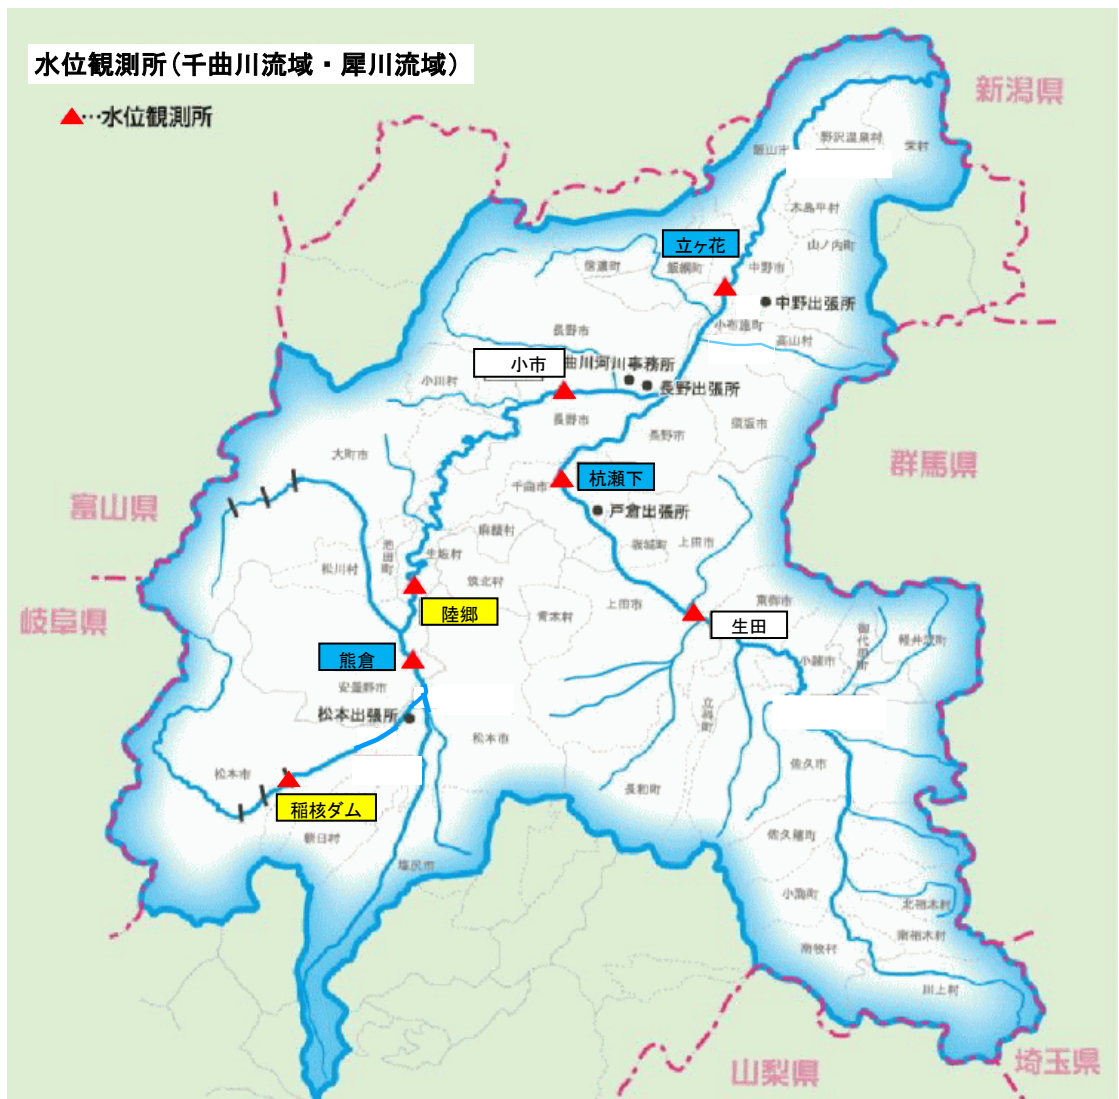 水位観測所（千曲川流域・犀川流域）
▲…水位観測所
新潟県
野沢温泉村
栄村
飯山市
木島平村
山ノ内町
立ヶ花
信濃町
飯綱町
中野市
中野出張所
小布施町
高山村
長野市
小市
曲川河川事務所
長野出張所
小川村
長野市
長野市
須坂市
大町市
群馬県
杭瀬下
千曲市
戸倉出張所
富山県
麻績村
坂城町
上田市
池田町
生坂村
松川村
筑北村
岐阜県
陸郷
青木村
上田市
東御市
生田
御代田町
軽井沢町
小諸市
熊倉
安曇野市
松本出張所
松本市
立科町
松本市
佐久市
長和町
稲核ダム
朝日村
佐久穂町
塩尻市
小海町
北相木村
南相木村
南牧村
川上村
山梨県
埼玉県